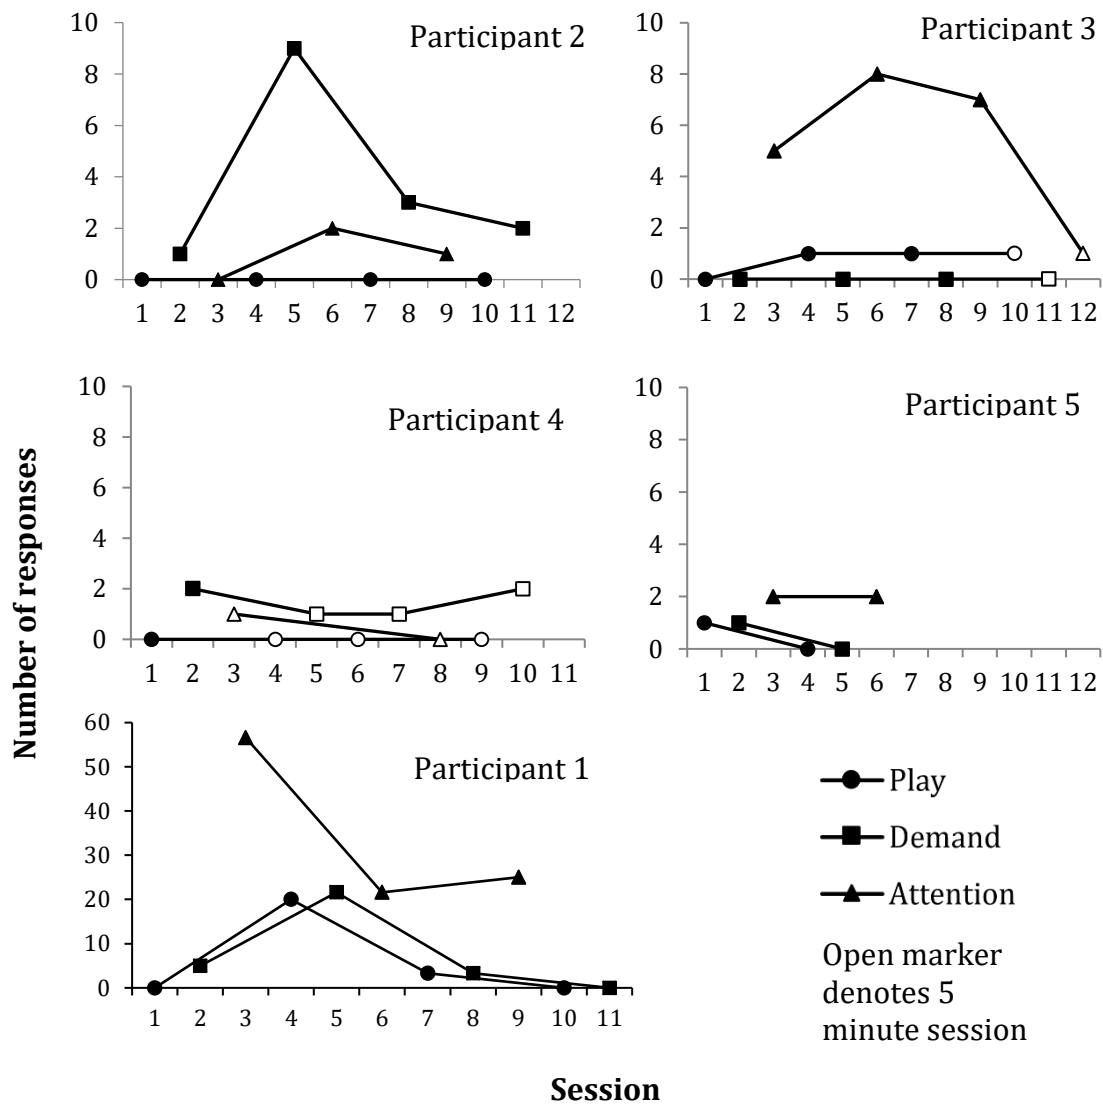 10
8
6
4
2
0
1 2 3 4 5 6 7 8 9 10 11 12
Participant 2
10
8
6
4
2
0
1 2 3 4 5 6 7 8 9 10 11 12
Participant 3
10
8
6
4
2
0
1 2 3 4 5 6 7 8 9 10 11
Participant 4
10
8
6
4
2
0
1 2 3 4 5 6 7 8 9 10 11 12
Participant 5
60
50
40
30
20
10
0
1 2 3 4 5 6 7 8 9 10 11
Participant 1
Number of responses
Session
Play
Demand
Attention
Open marker
denotes 5
minute session